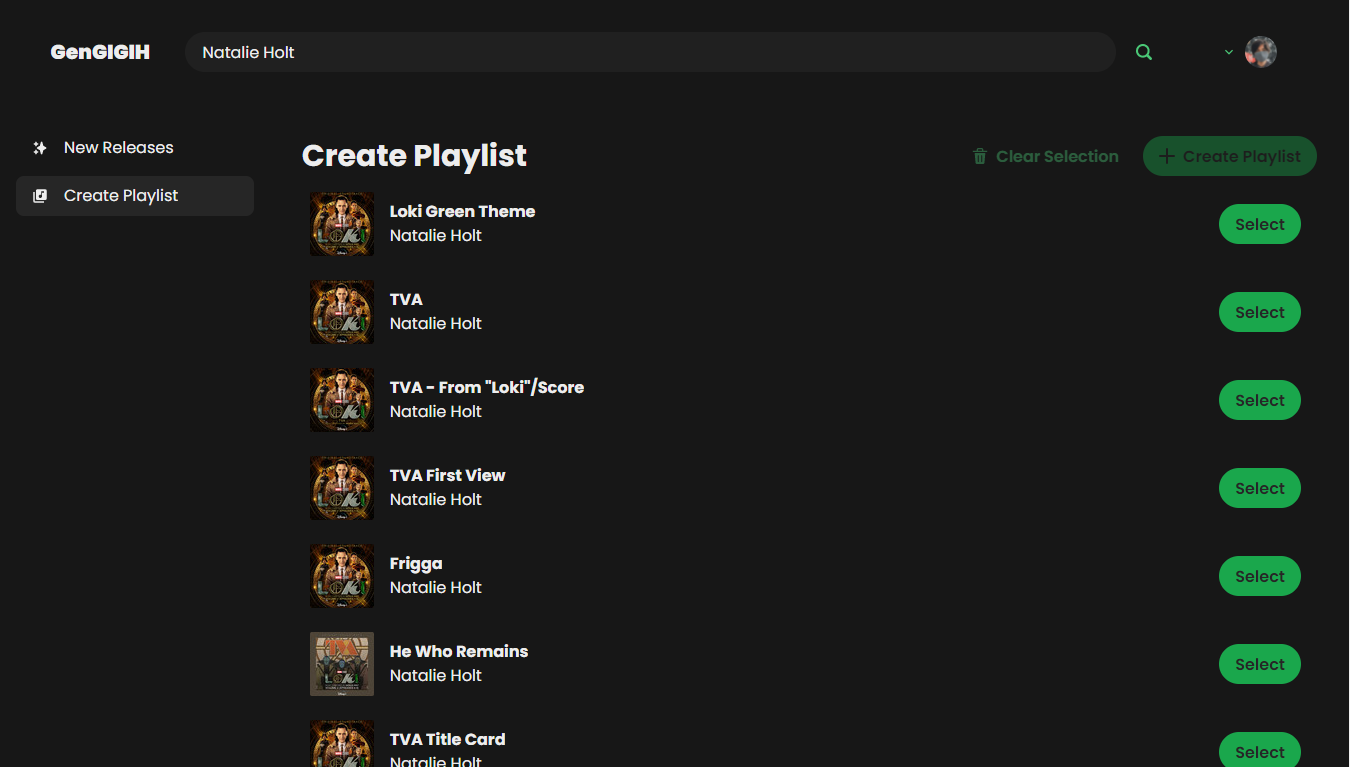 GenGIGIH
Natalie Holt
New Releases
Create Playlist
Create Playlist
Clear Selection
Create Playlist
Loki Green Theme
Natalie Holt
Select
TVA
Natalie Holt
Select
TVA - From "Loki"/Score
Natalie Holt
Select
TVA First View
Natalie Holt
Select
Frigga
Natalie Holt
Select
He Who Remains
Natalie Holt
Select
TVA Title Card
Natalie Holt
Select